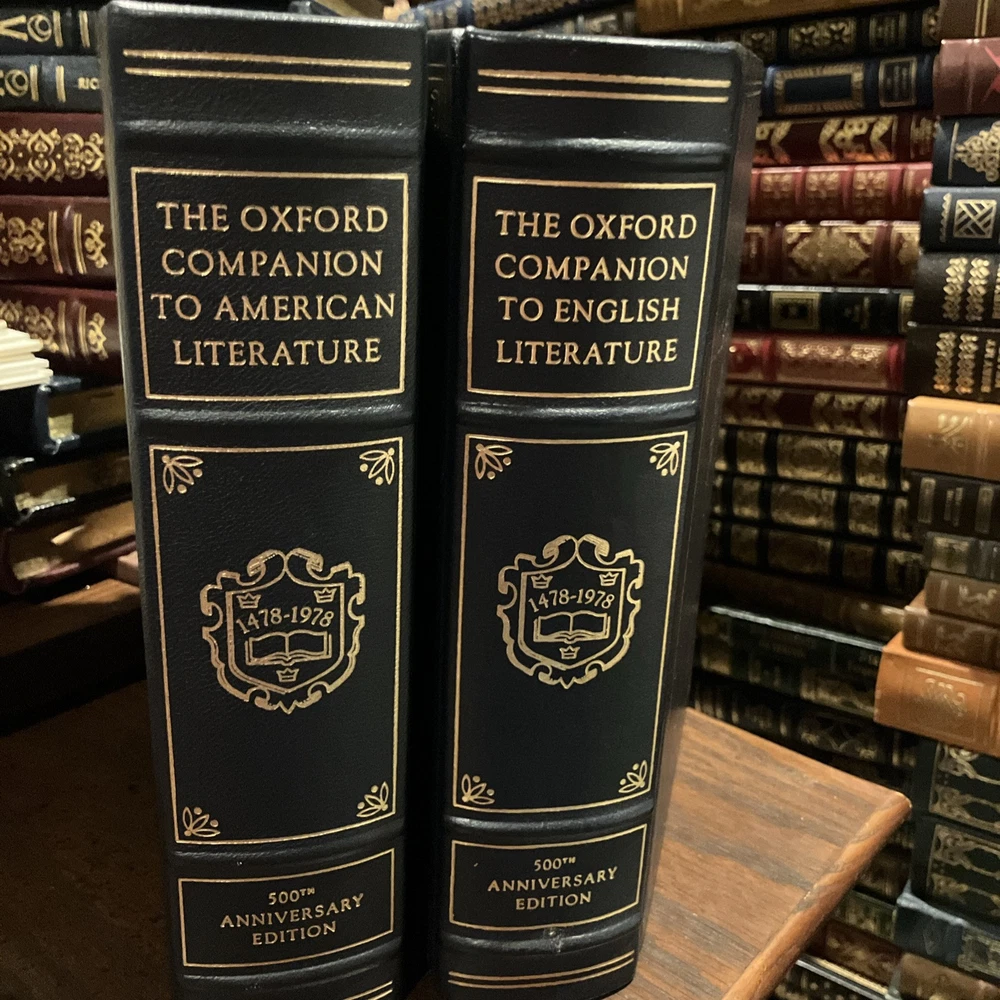 THE OXFORD
COMPANION
TO AMERICAN
LITERATURE
1478-1978
500TH
ANNIVERSARY
EDITION
THE OXFORD
COMPANION
TO ENGLISH
LITERATURE
1478-1978
500TH
ANNIVERSARY
EDITION
RIC